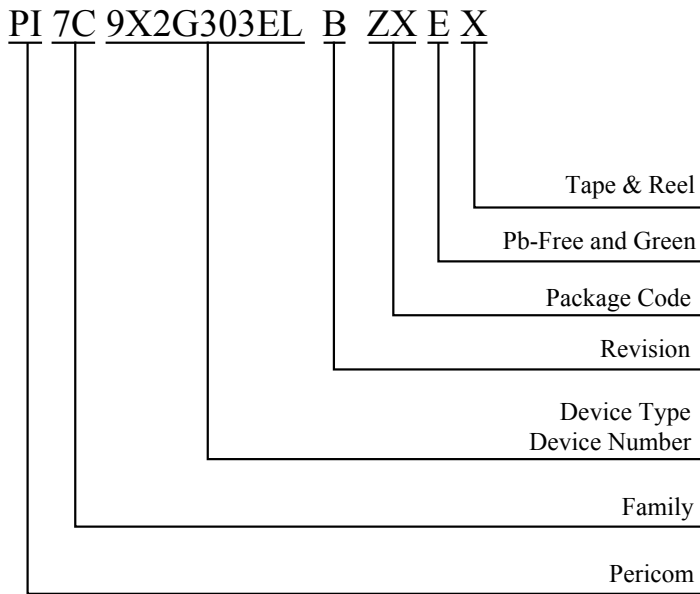 PI 7C 9X2G303EL B ZX E X
Tape & Reel
Pb-Free and Green
Package Code
Revision
Device Type
Device Number
Family
Pericom